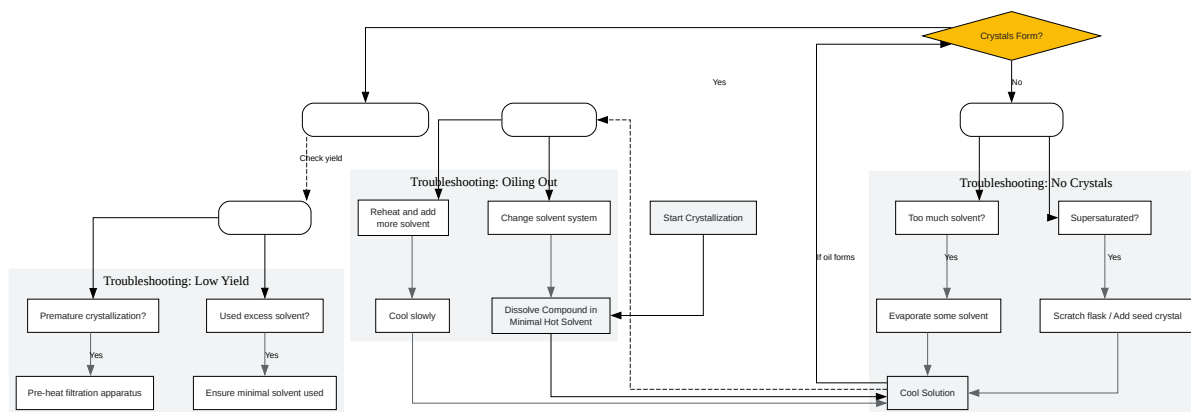 Crystals Form?
Yes
No
Check yield
Troubleshooting: Oiling Out
Troubleshooting: No Crystals
Reheat and add
more solvent
Change solvent system
Start Crystallization
Too much solvent?
Supersaturated?
If oil forms
Yes
Yes
Troubleshooting: Low Yield
Premature crystallization?
Used excess solvent?
Cool slowly
Dissolve Compound in
Minimal Hot Solvent
Evaporate some solvent
Scratch flask / Add seed crystal
Yes
Yes
Pre-heat filtration apparatus
Ensure minimal solvent used
Cool Solution